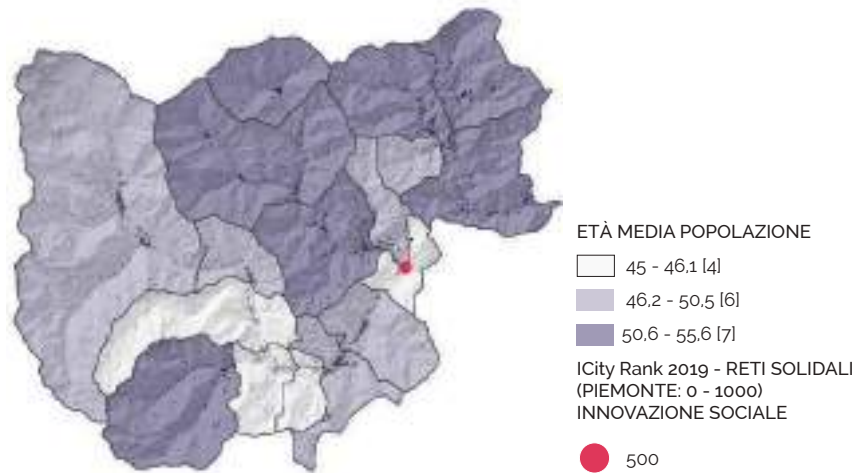 ETÀ MEDIA POPOLAZIONE
45 - 46,1 [4]
46,2 - 50,5 [6]
50,6 - 55,6 [7]
ICity Rank 2019 - RETI SOLIDALI
(PIEMONTE: 0 - 1000)
INNOVAZIONE SOCIALE
500